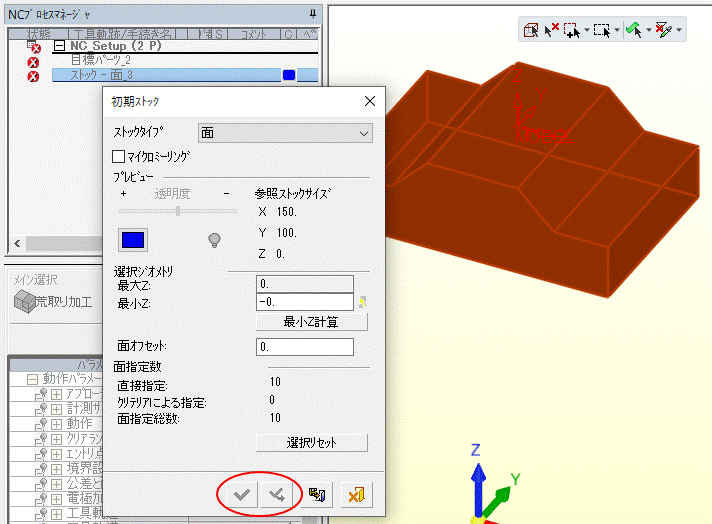 NCプロセスマネージャ
状態 工具軌跡/手続き名 S コメント C ペ
NC_Setup (2 P)
目標パーツ_2
ストック - 面_3
初期ストック
ストックタイプ 面
マイクロミーリング
プレビュー
+ 透明度 -
参照ストックサイズ
X 150.
Y 100.
Z 0.
選択ジオメトリ
最大Z: 0.
最小Z: -0.
最小Z計算
面オフセット: 0.
面指定数
直接指定: 10
クリテリアによる指定: 0
面指定総数: 10
選択リセット
メイン選択
荒取り加工
パラメ
動作パラメー
アプローチ
計測サ
動作
クリアラン
エントリ点
境界設
公差と
電極加
工具軌
Z
Y